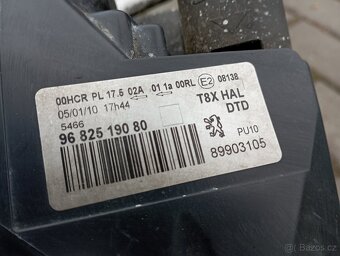 00HCR PL 17.5 02A 01 1a 00RL E2 0813B
05/01/10 17h44
T8X HAL
5466
DTD
96 825 190 80
PU10
89903105
© Bazos.cz